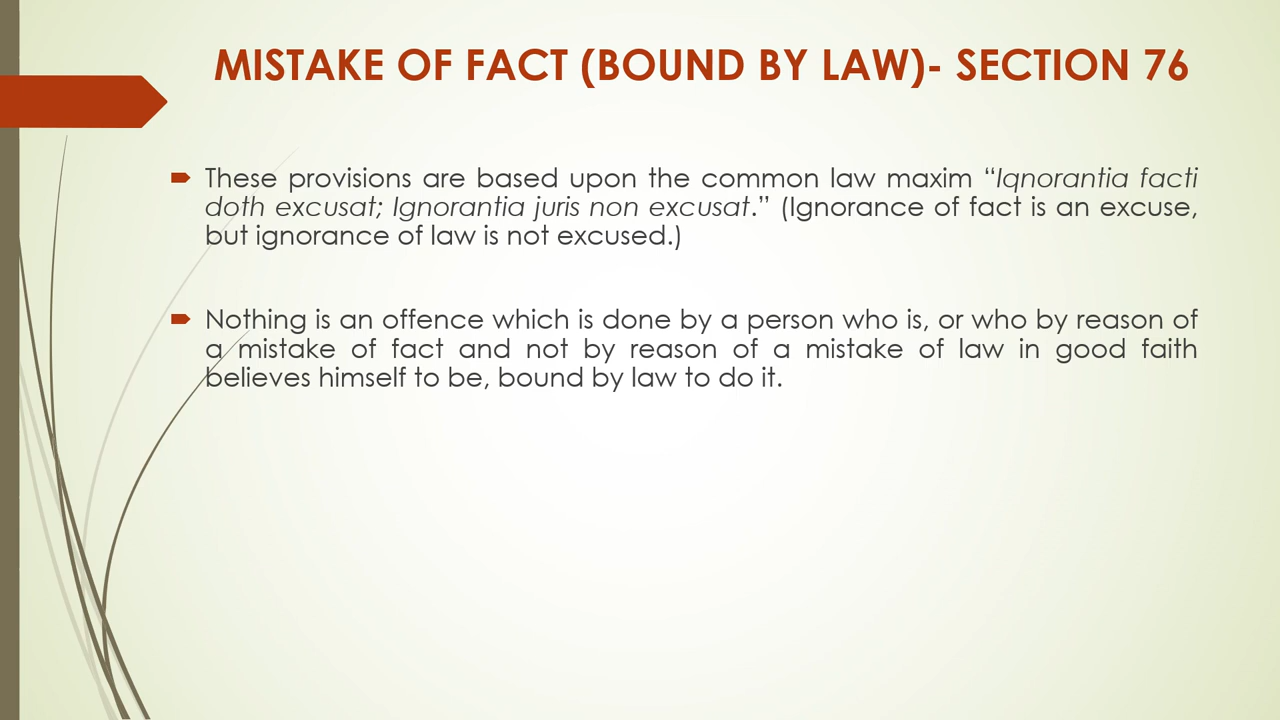 MISTAKE OF FACT (BOUND BY LAW)- SECTION 76
These provisions are based upon the common law maxim “Iqnorantia facti
doth excusat; Ignorantia juris non excusat.” (Ignorance of fact is an excuse,
but ignorance of law is not excused.)
Nothing is an offence which is done by a person who is, or who by reason of
a mistake of fact and not by reason of a mistake of law in good faith
believes himself to be, bound by law to do it.